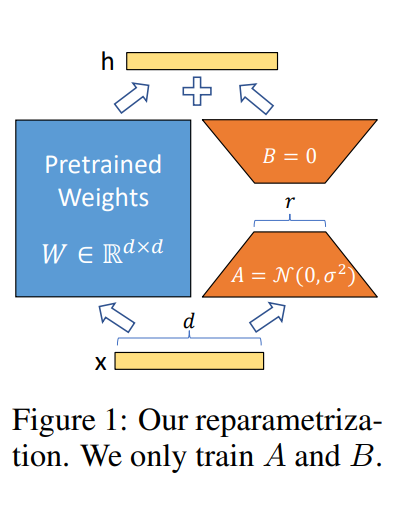 h
Pretrained
Weights
W ∈ ℝ^{d×d}
B = 0
r
A = 𝒩(0, σ²)
d
x
Figure 1: Our reparametriza-
tion. We only train A and B.